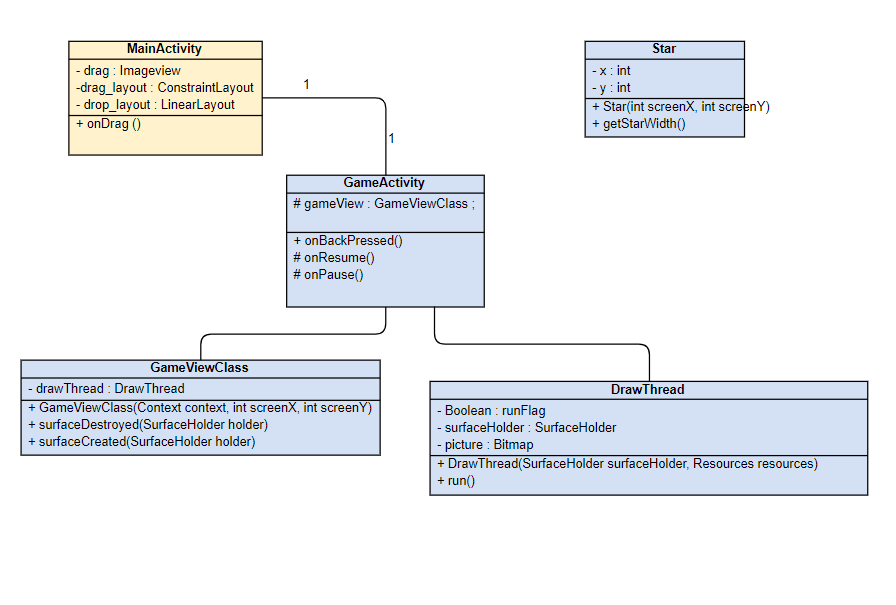 MainActivity
- drag : Imageview
-drag_layout : ConstraintLayout
- drop_layout : LinearLayout
+ onDrag ()
1
1
Star
- x : int
- y : int
+ Star(int screenX, int screenY)
+ getStarWidth()
GameActivity
# gameView : GameViewClass ;
+ onBackPressed()
# onResume()
# onPause()
GameViewClass
- drawThread : DrawThread
+ GameViewClass(Context context, int screenX, int screenY)
+ surfaceDestroyed(SurfaceHolder holder)
+ surfaceCreated(SurfaceHolder holder)
DrawThread
- Boolean : runFlag
- surfaceHolder : SurfaceHolder
- picture : Bitmap
+ DrawThread(SurfaceHolder surfaceHolder, Resources resources)
+ run()